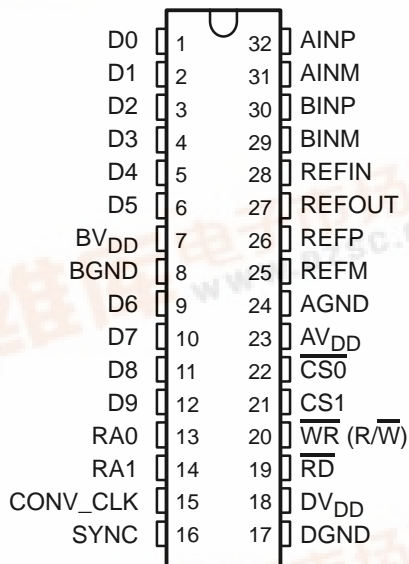 D0 1 32 AINP
D1 2 31 AINM
D2 3 30 BINP
D3 4 29 BINM
D4 5 28 REFIN
D5 6 27 REFOUT
BVDD 7 26 REFP
BGND 8 25 REFM
D6 9 24 AGND
D7 10 23 AVDD
D8 11 22 C̅S̅0̅
D9 12 21 CS1
RA0 13 20 W̅R̅ (R/W̅)
RA1 14 19 R̅D̅
CONV_CLK 15 18 DVDD
SYNC 16 17 DGND